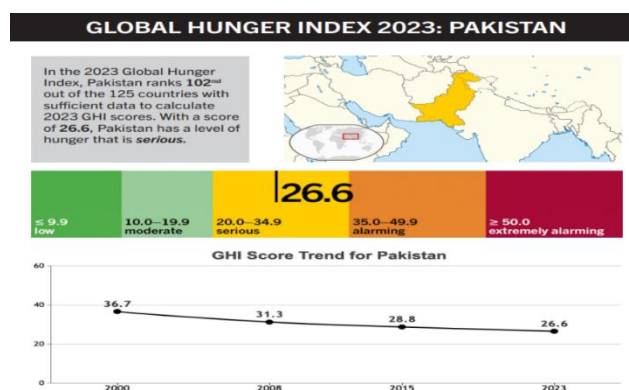 GLOBAL HUNGER INDEX 2023: PAKISTAN
In the 2023 Global Hunger
Index, Pakistan ranks 102nd
out of the 125 countries with
sufficient data to calculate
2023 GHI scores. With a score
of 26.6, Pakistan has a level of
hunger that is serious.
26.6
≤ 9.9
low
10.0–19.9
moderate
20.0–34.9
serious
35.0–49.9
alarming
≥ 50.0
extremely alarming
GHI Score Trend for Pakistan
60
40
20
0
36.7
31.3
28.8
26.6
2000
2008
2015
2023